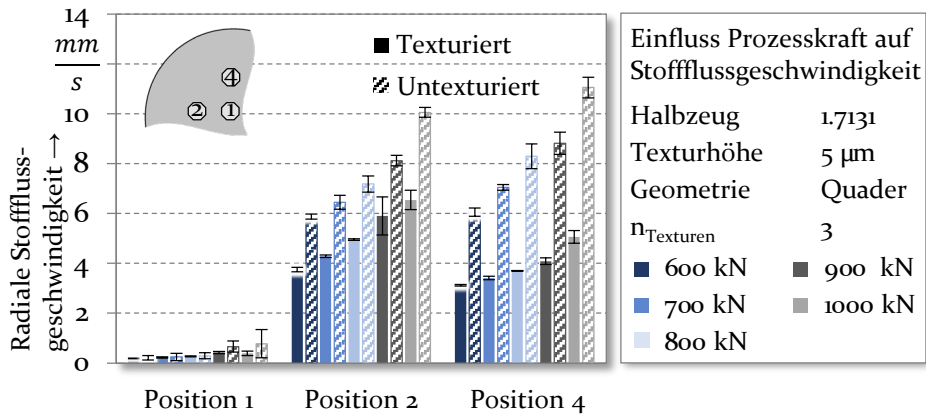 14
mm
s
10
8
6
4
2
0
Radiale Stofffluss-
geschwindigkeit →
4
2 1
Texturiert
Untexturiert
Position 1 Position 2 Position 4
Einfluss Prozesskraft auf
Stoffflussgeschwindigkeit
Halbzeug 1.7131
Texturhöhe 5 µm
Geometrie Quader
nTexturen 3
600 kN 900 kN
700 kN 1000 kN
800 kN